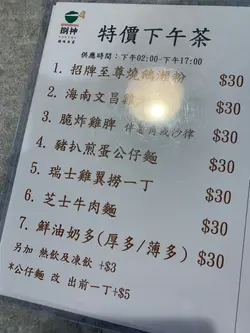 廚神
特價下午茶
供應時間：下午02:00-下午17:00
1. 招牌至尊燒鵝瀨粉 $30
2. 海南文昌雞 $30
3. 脆炸雞脾 伴薯條或沙律 $30
4. 豬扒煎蛋公仔麵 $30
5. 瑞士雞翼撈一丁 $30
6. 芝士牛肉麵 $30
7. 鮮油奶多(厚多/薄多) $30
另加 熱飲及凍飲 +$3
*公仔麵 改 出前一丁+$5